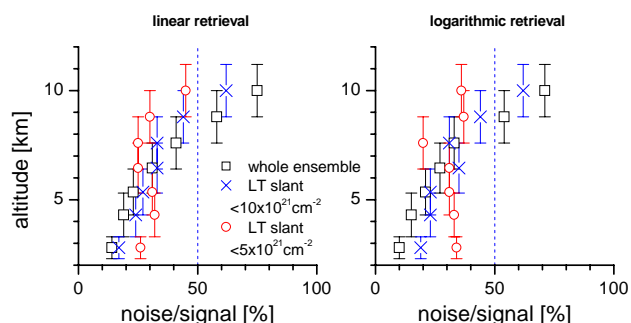 linear retrieval
logarithmic retrieval
altitude [km]
10
5
10
5
whole ensemble
LT slant
<10x10²¹cm⁻²
LT slant
<5x10²¹cm⁻²
0
50
100
0
50
100
noise/signal [%]
noise/signal [%]